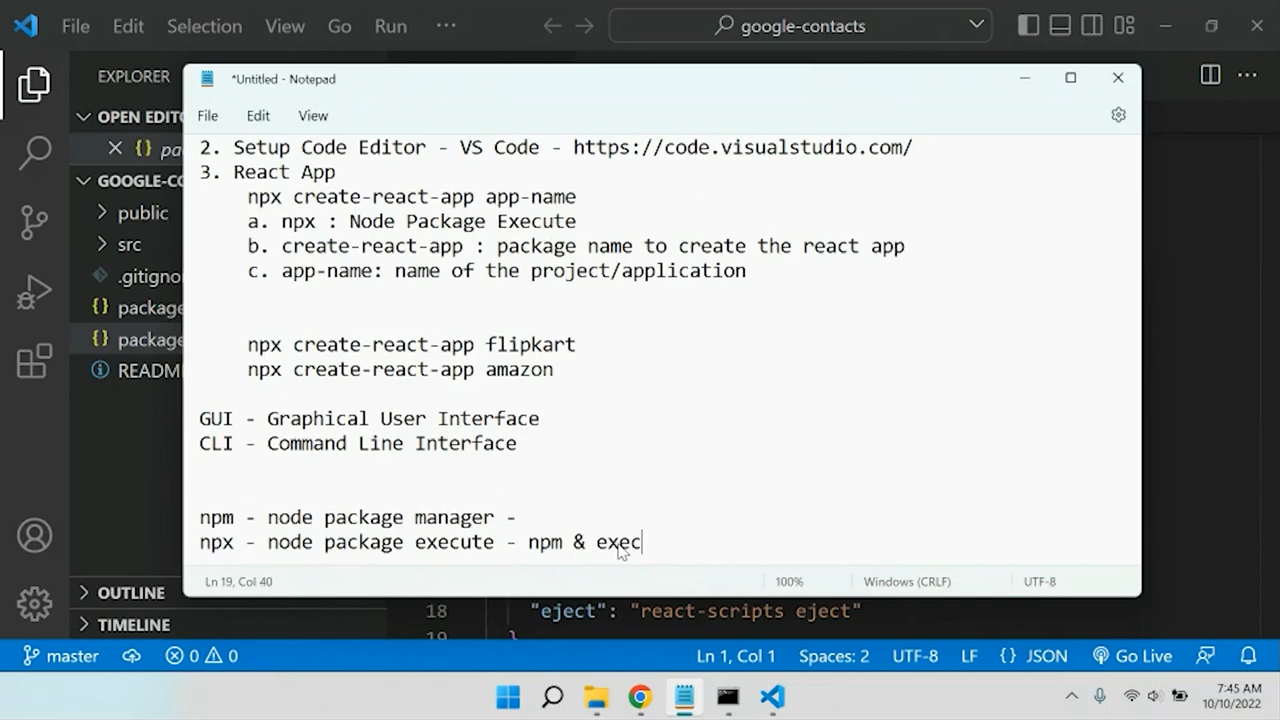 File Edit Selection View Go Run ··· google-contacts
EXPLORER
OPEN EDITO
pa
GOOGLE-CO
public
src
.gitigno
package
package
README
OUTLINE
TIMELINE
*Untitled - Notepad
File Edit View
2. Setup Code Editor - VS Code - https://code.visualstudio.com/
3. React App
npx create-react-app app-name
a. npx : Node Package Execute
b. create-react-app : package name to create the react app
c. app-name: name of the project/application
npx create-react-app flipkart
npx create-react-app amazon
GUI - Graphical User Interface
CLI - Command Line Interface
npm - node package manager -
npx - node package execute - npm & exec
Ln 19, Col 40 100% Windows (CRLF) UTF-8
18 "eject": "react-scripts eject"
19 }
master 0 0 Ln 1, Col 1 Spaces: 2 UTF-8 LF {} JSON Go Live
7:45 AM
10/10/2022